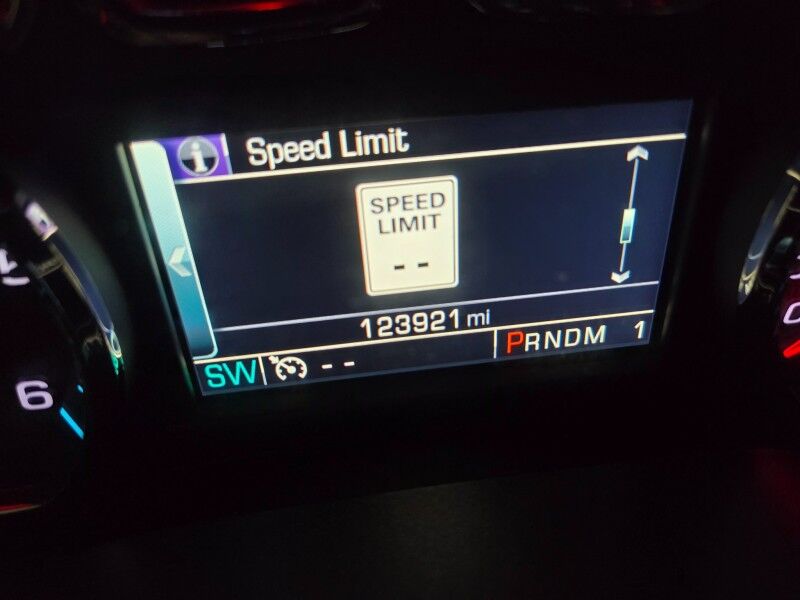 i Speed Limit
SPEED
LIMIT
- -
123921 mi
SW - - PRNDM 1
6